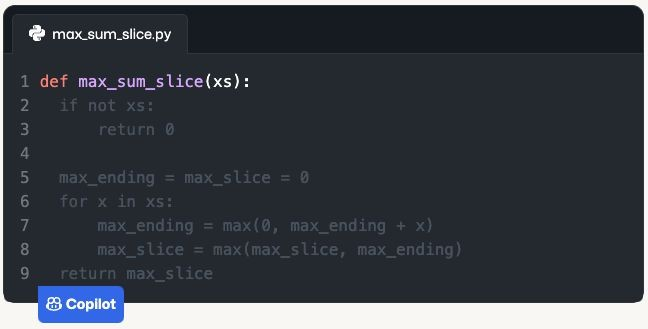 max_sum_slice.py
1 def max_sum_slice(xs):
2   if not xs:
3       return 0
4
5   max_ending = max_slice = 0
6   for x in xs:
7       max_ending = max(0, max_ending + x)
8       max_slice = max(max_slice, max_ending)
9   return max_slice
Copilot